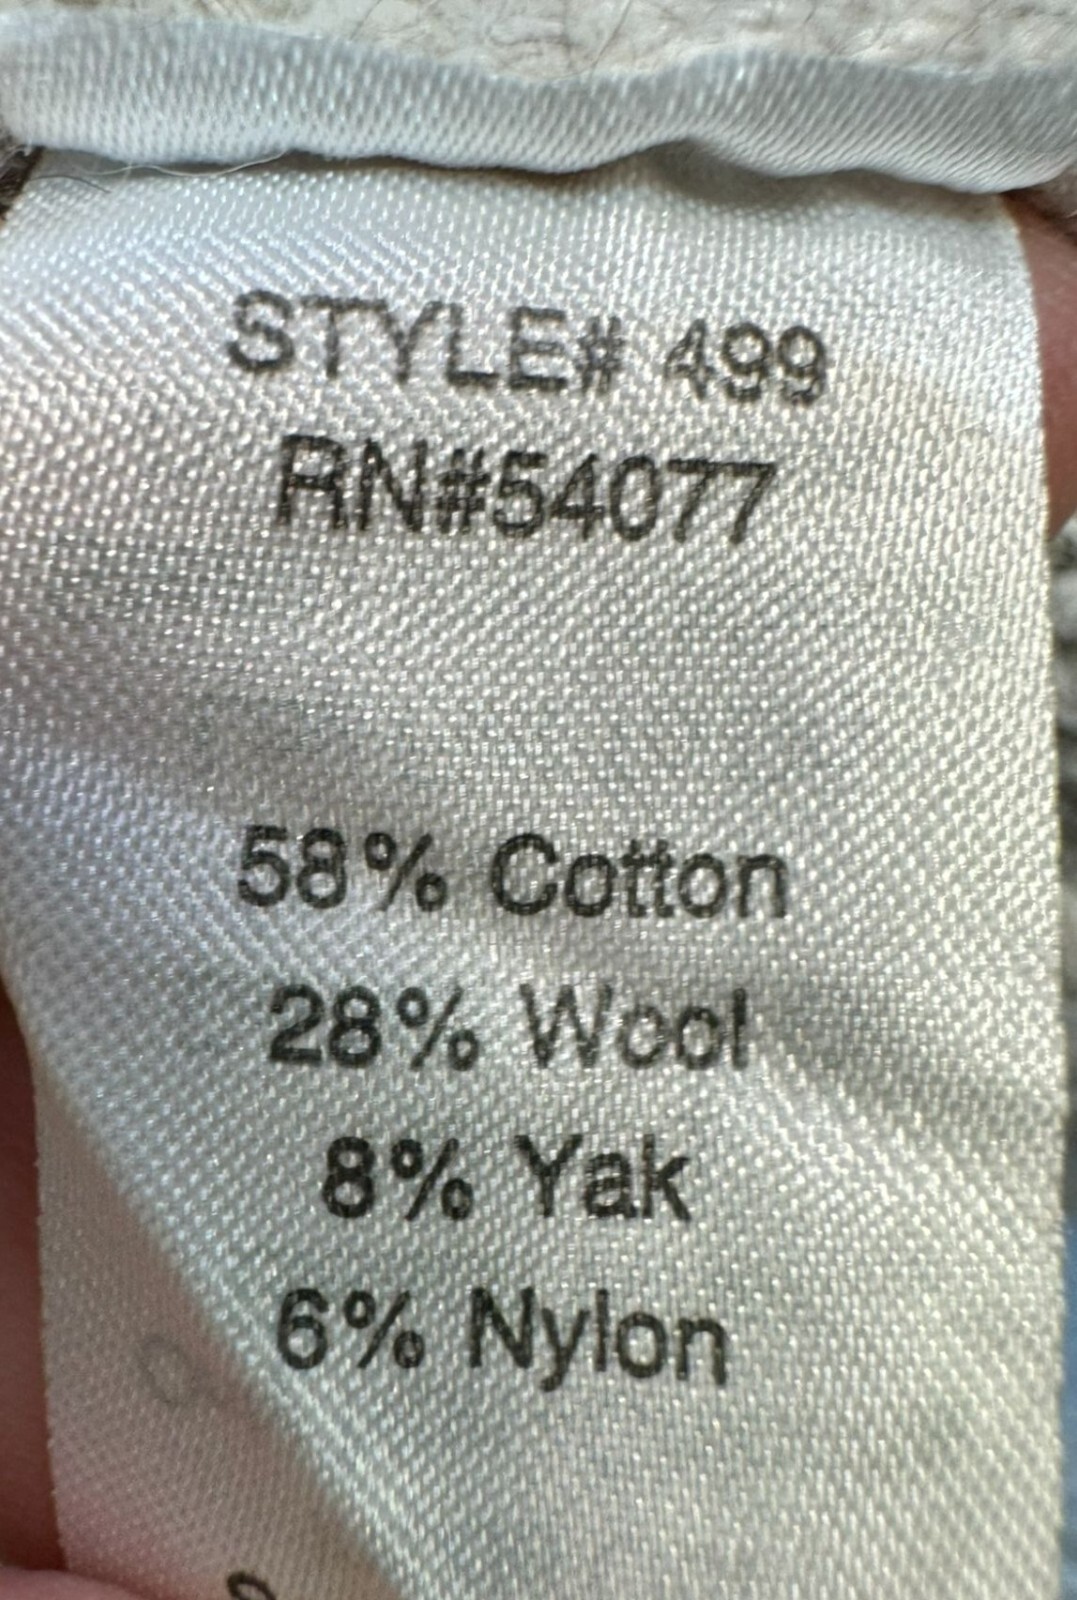 STYLE# 499
RN#54077
58% Cotton
28% Wool
8% Yak
6% Nylon